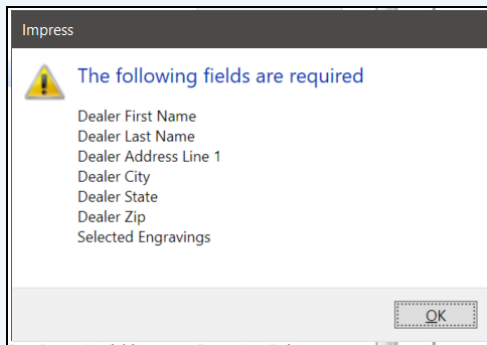 Impress
The following fields are required
Dealer First Name
Dealer Last Name
Dealer Address Line 1
Dealer City
Dealer State
Dealer Zip
Selected Engravings
OK